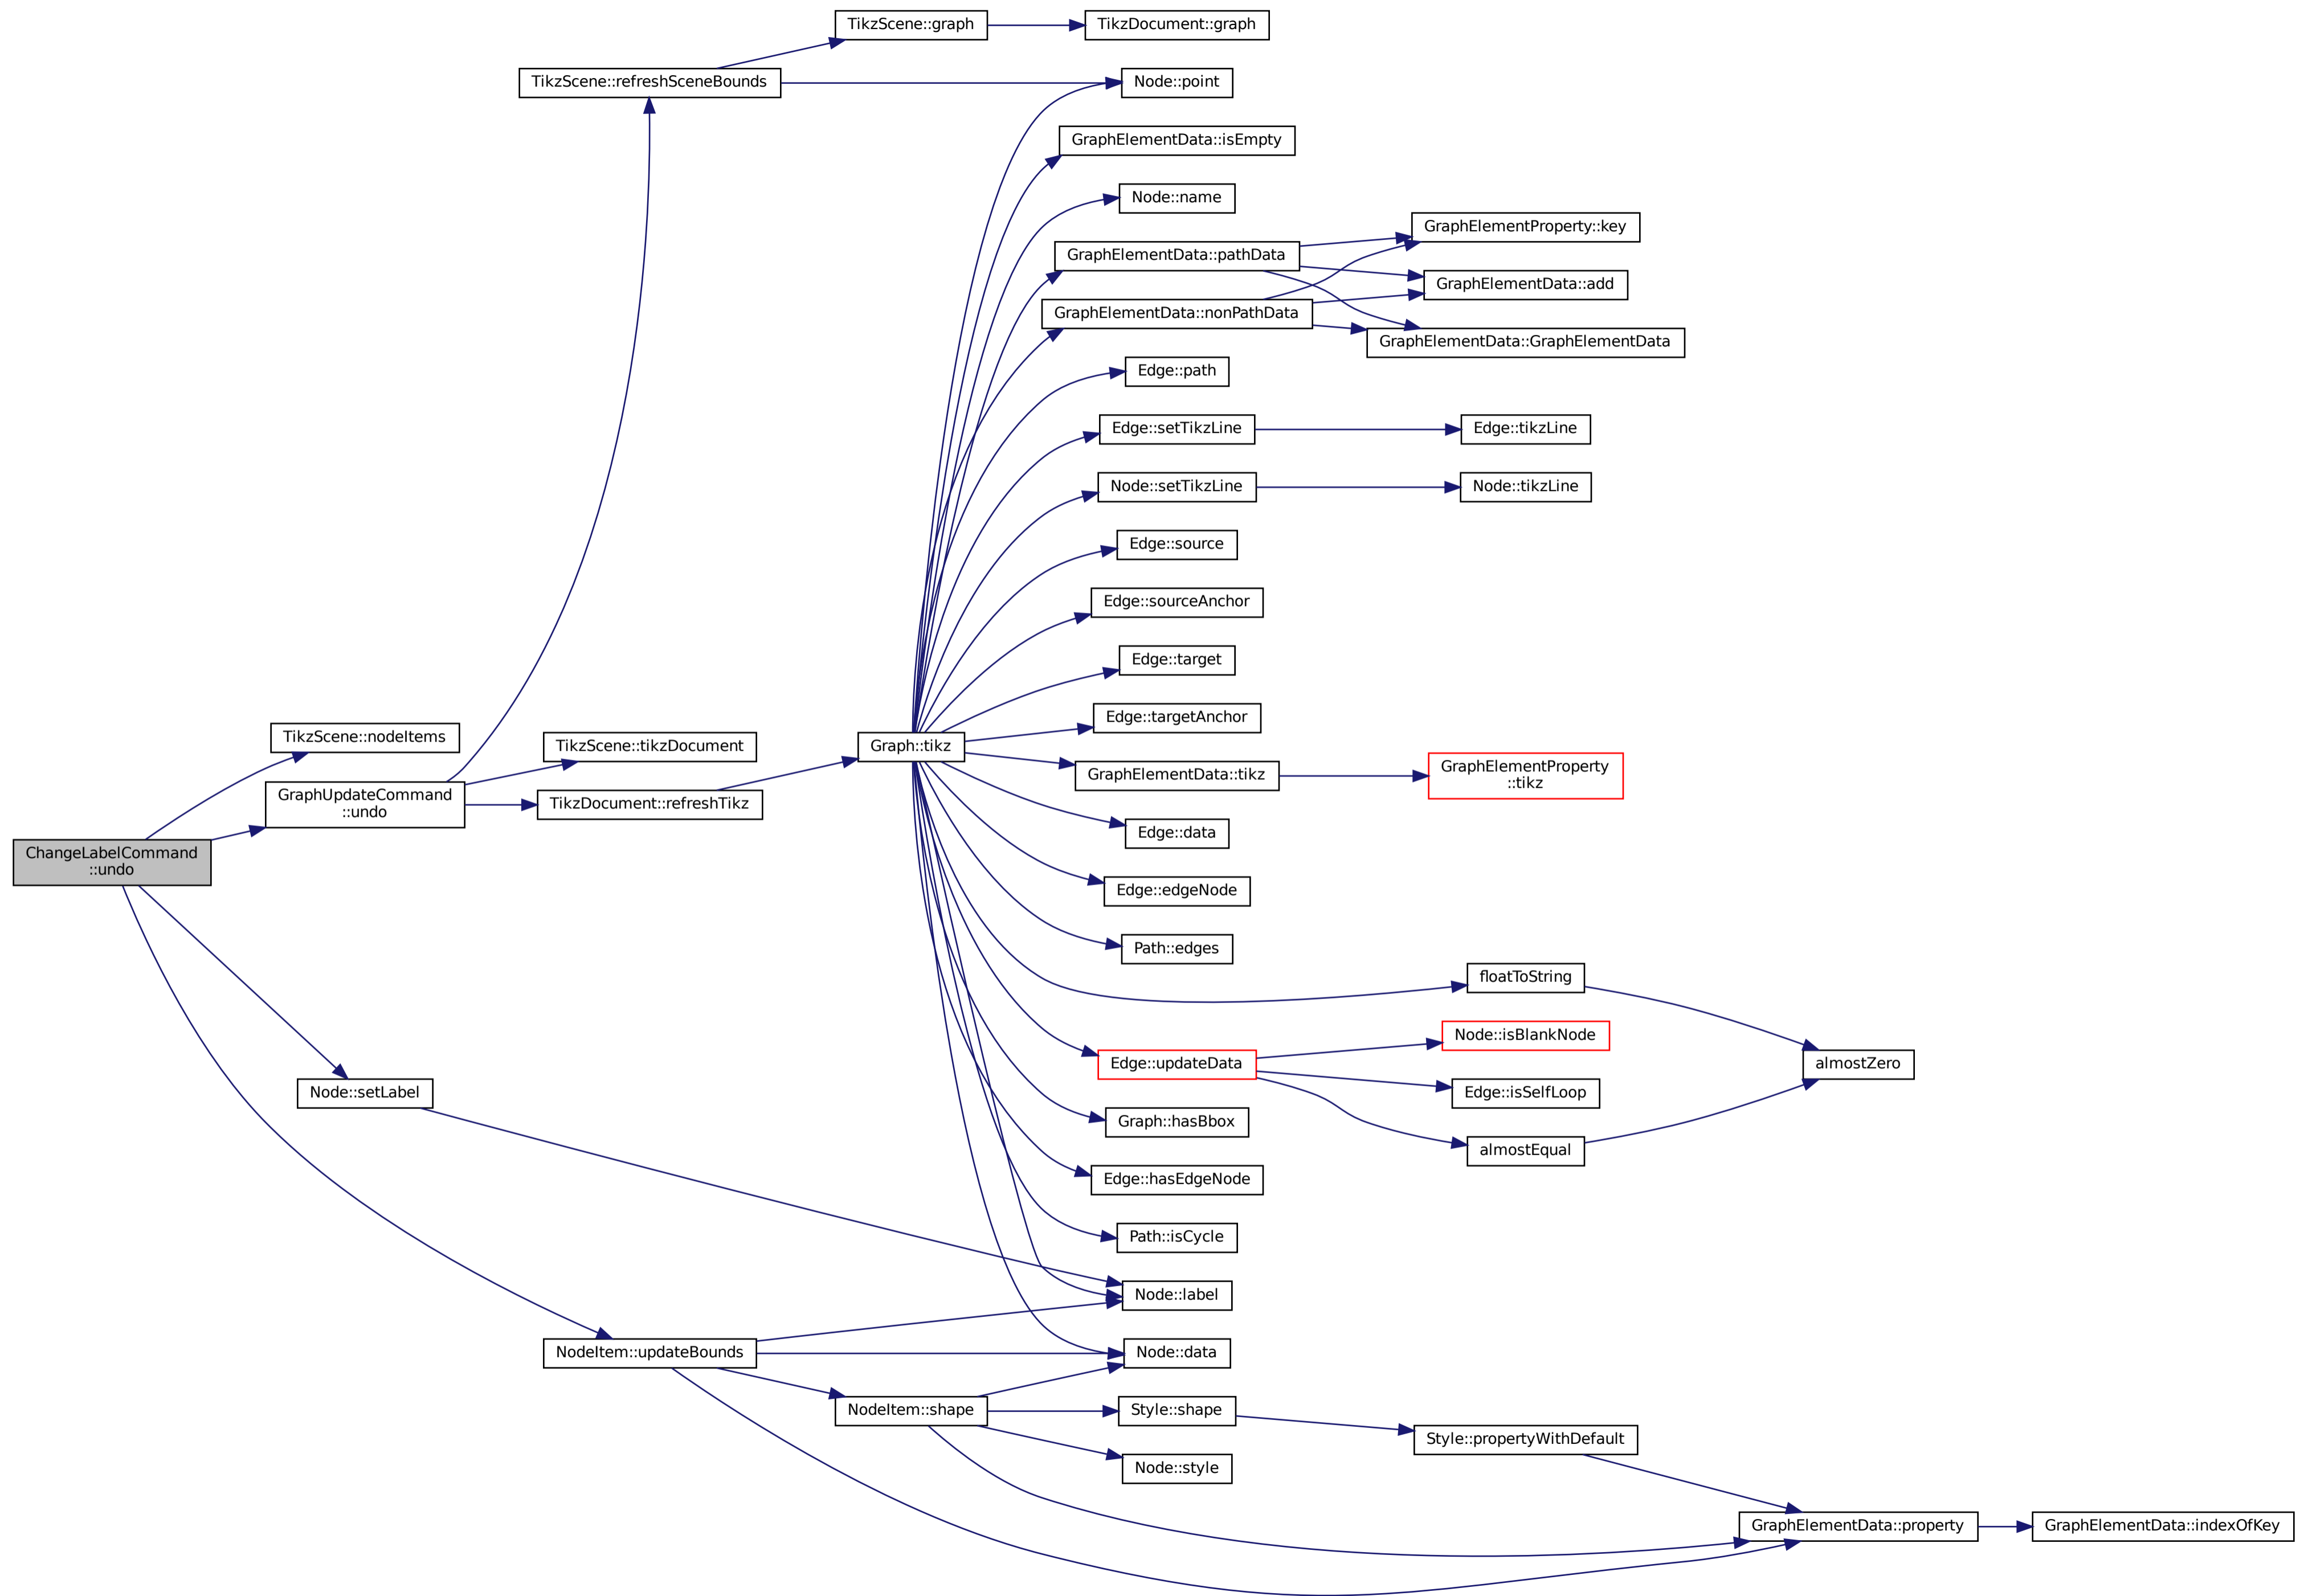 TikzScene::graph
TikzDocument::graph
TikzScene::refreshSceneBounds
Node::point
GraphElementData::isEmpty
Node::name
GraphElementProperty::key
GraphElementData::pathData
GraphElementData::add
GraphElementData::nonPathData
GraphElementData::GraphElementData
Edge::path
Edge::setTikzLine
Edge::tikzLine
Node::setTikzLine
Node::tikzLine
Edge::source
Edge::sourceAnchor
Edge::target
Edge::targetAnchor
TikzScene::nodeItems
TikzScene::tikzDocument
Graph::tikz
GraphElementData::tikz
GraphElementProperty
::tikz
GraphUpdateCommand
::undo
TikzDocument::refreshTikz
Edge::data
ChangeLabelCommand
::undo
Edge::edgeNode
Path::edges
floatToString
Node::isBlankNode
Edge::updateData
almostZero
Node::setLabel
Edge::isSelfLoop
Graph::hasBbox
almostEqual
Edge::hasEdgeNode
Path::isCycle
Node::label
NodeItem::updateBounds
Node::data
NodeItem::shape
Style::shape
Style::propertyWithDefault
Node::style
GraphElementData::property
GraphElementData::indexOfKey